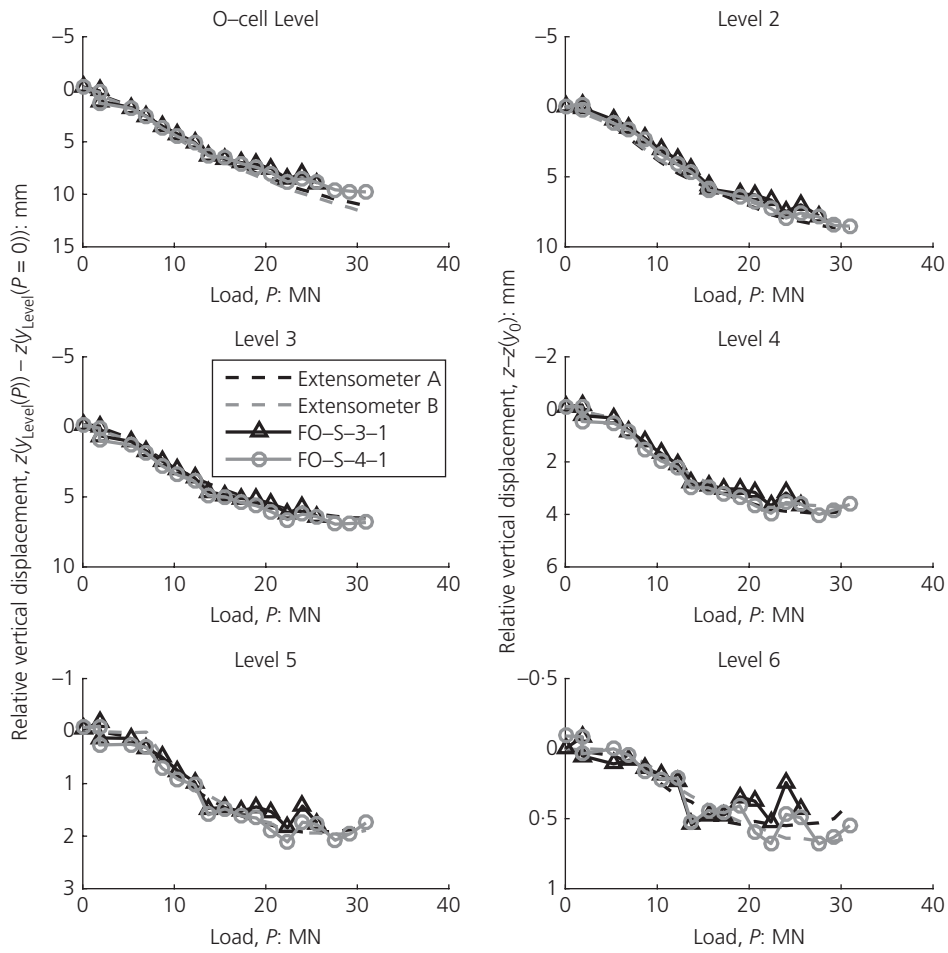 O–cell Level
–5
0
5
10
15
0 10 20 30 40
Load, P: MN
Level 2
–5
0
5
10
0 10 20 30 40
Load, P: MN
Relative vertical displacement, z(yLevel(P)) – z(yLevel(P = 0)): mm
Level 3
–5
0
5
10
0 10 20 30 40
Load, P: MN
Extensometer A
Extensometer B
FO–S–3–1
FO–S–4–1
Relative vertical displacement, z–z(y0): mm
Level 4
–2
0
2
4
6
0 10 20 30 40
Load, P: MN
Level 5
–1
0
1
2
3
0 10 20 30 40
Load, P: MN
Level 6
–0·5
0
0·5
1
0 10 20 30 40
Load, P: MN